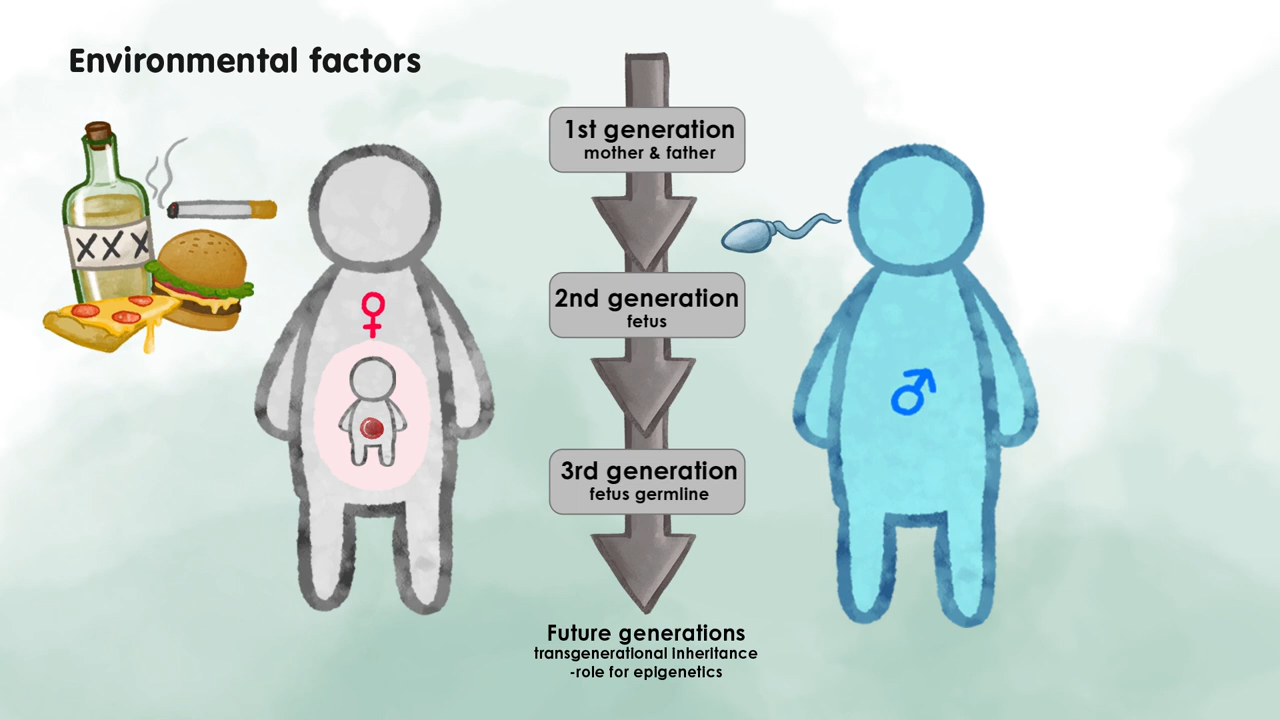 Environmental factors
1st generation
mother & father
XXX
2nd generation
fetus
♀
♂
3rd generation
fetus germline
Future generations
transgenerational inheritance
-role for epigenetics